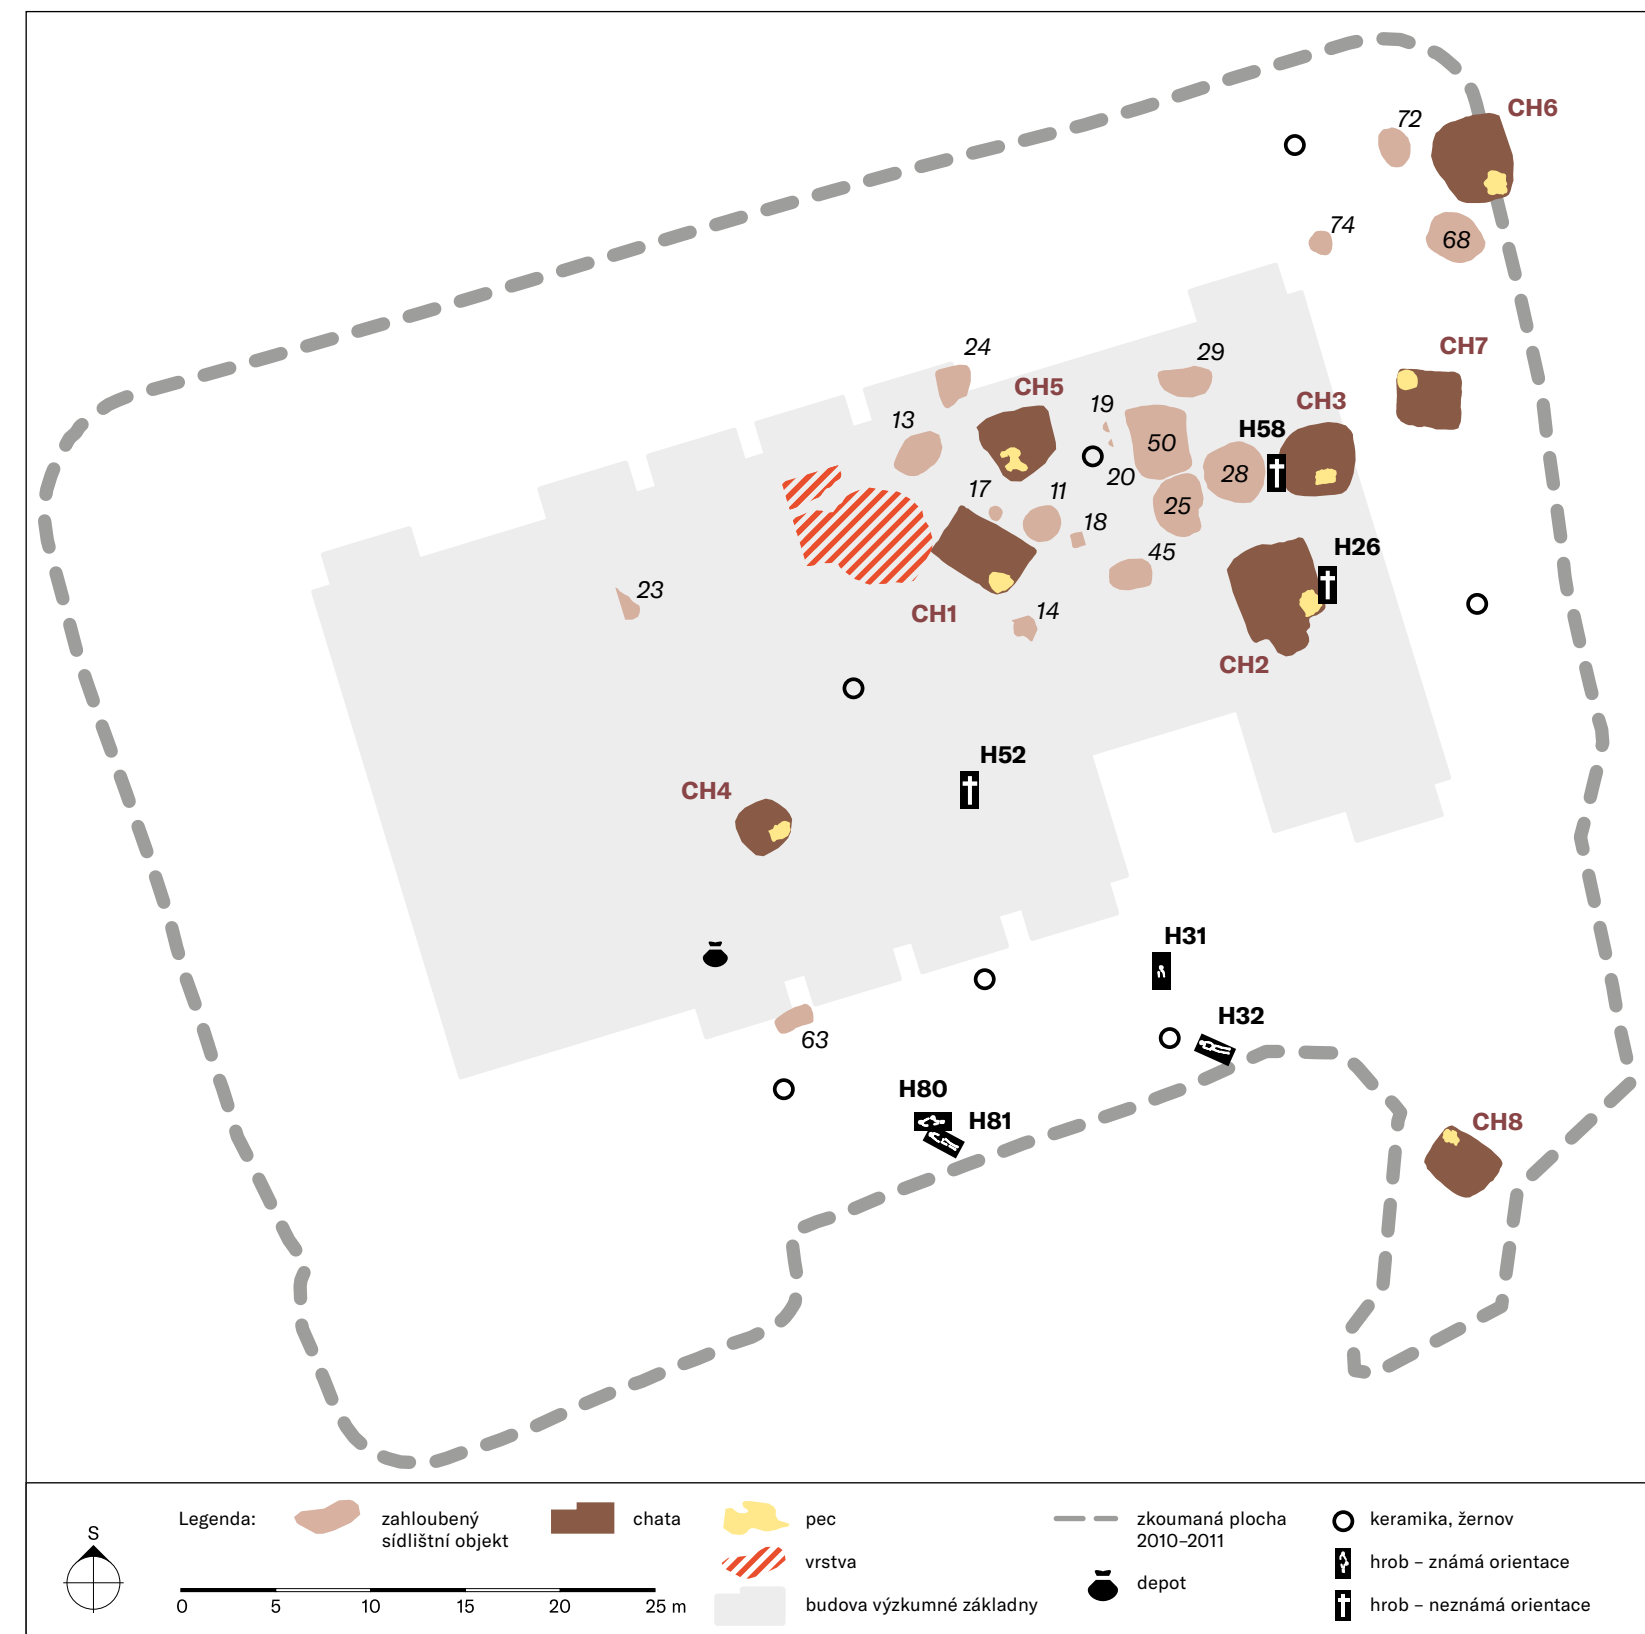 CH6
72
74
68
CH7
24
CH5
29
19
CH3
13
H58
50
28
20
17
11
25
18
45
H26
23
CH1
14
CH2
H52
CH4
H31
H32
63
H80
H81
CH8
Legenda:
zahloubený
sídlištní objekt
chata
pec
vrstva
budova výzkumné základny
zkoumaná plocha
2010–2011
depot
keramika, žernov
hrob – známá orientace
hrob – neznámá orientace
S
0 5 10 15 20 25 m